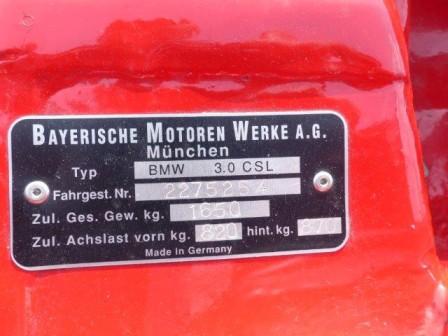 BAYERISCHE MOTOREN WERKE A.G.
München
Typ BMW 3.0 CSL
Fahrgest. Nr. 2275254
Zul. Ges. Gew. kg. 1650
Zul. Achslast vorn kg. 820 hint. kg. 870
Made in Germany